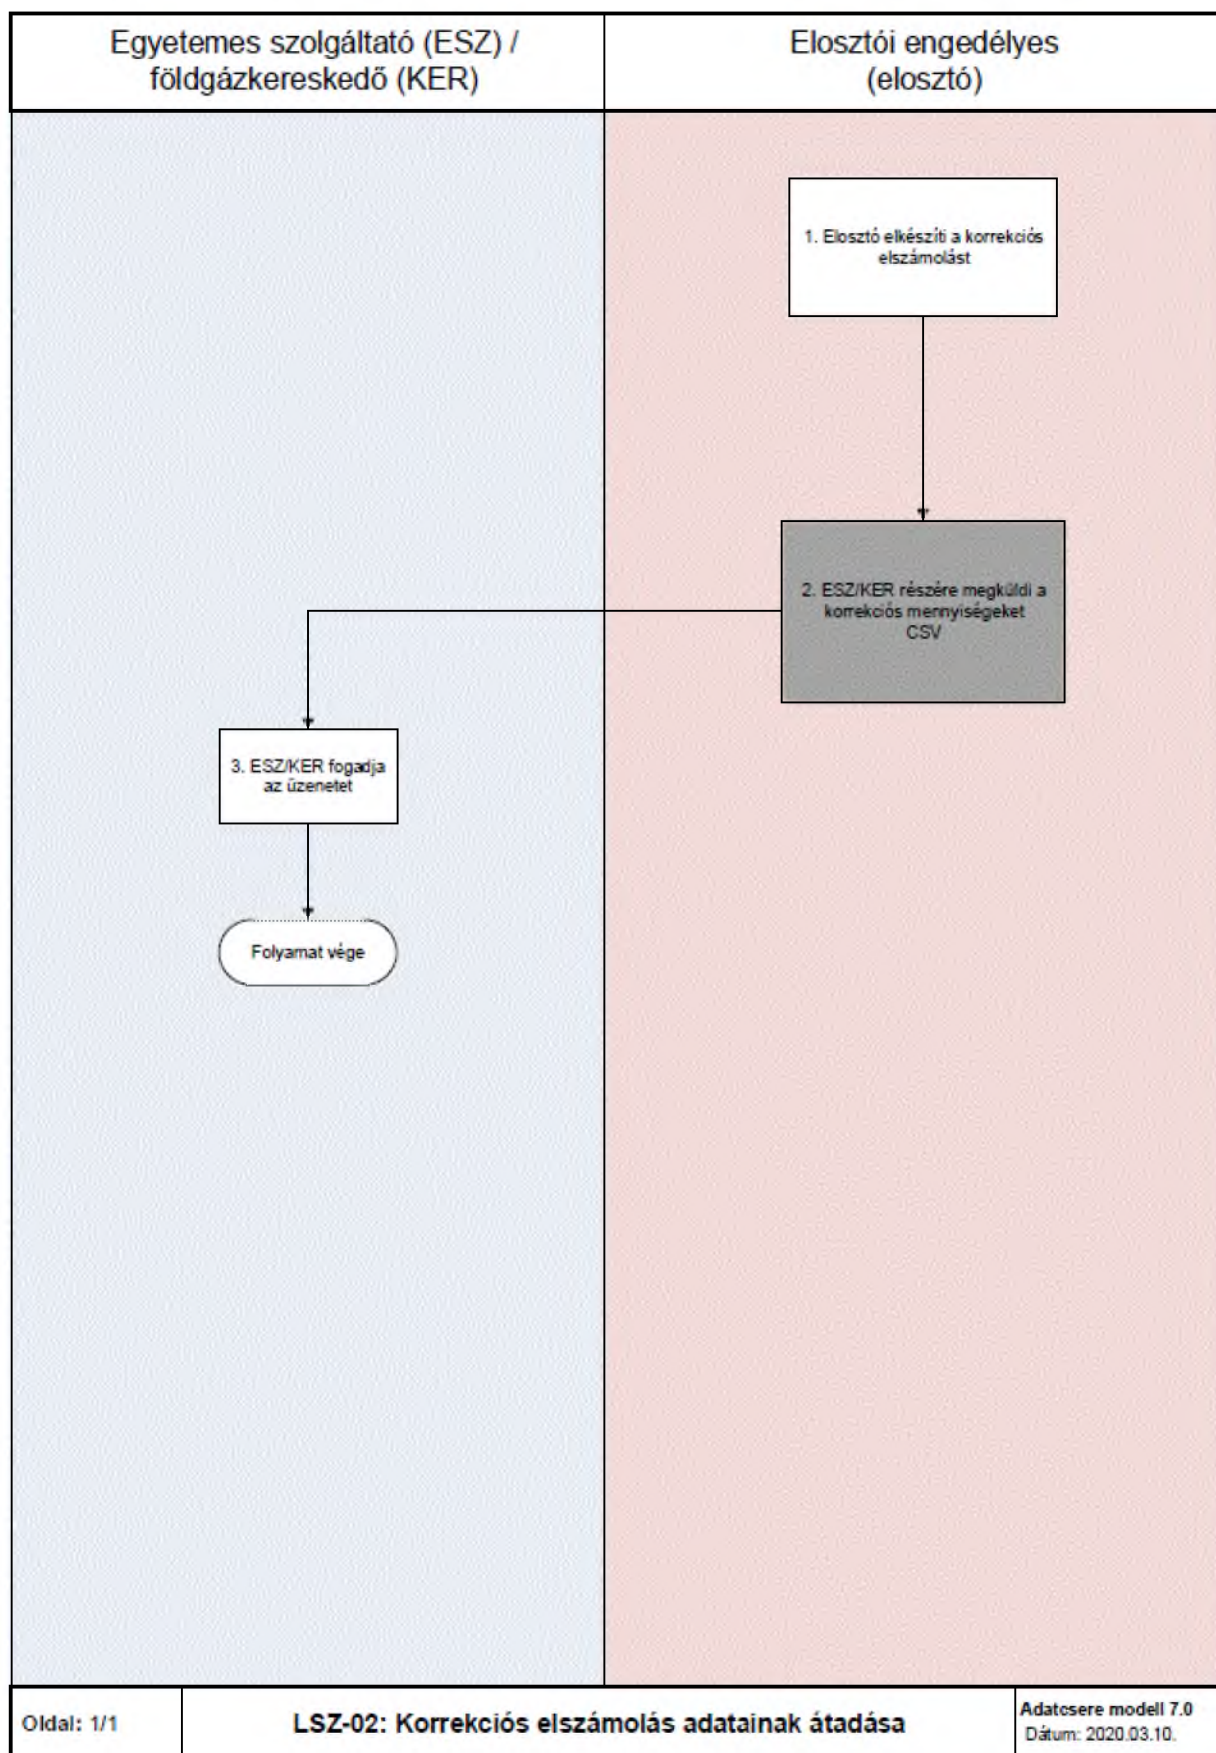 Egyetemes szolgáltató (ESZ) /
földgázkereskedő (KER)
Elosztói engedélyes
(elosztó)
1. Elosztó elkészíti a korrekciós
elszámolást
2. ESZ/KER részére megküldi a
korrekciós mennyiségeket
CSV
3. ESZ/KER fogadja
az üzenetet
Folyamat vége
Oldal: 1/1
LSZ-02: Korrekciós elszámolás adatainak átadása
Adatcsere modell 7.0
Dátum: 2020.03.10.